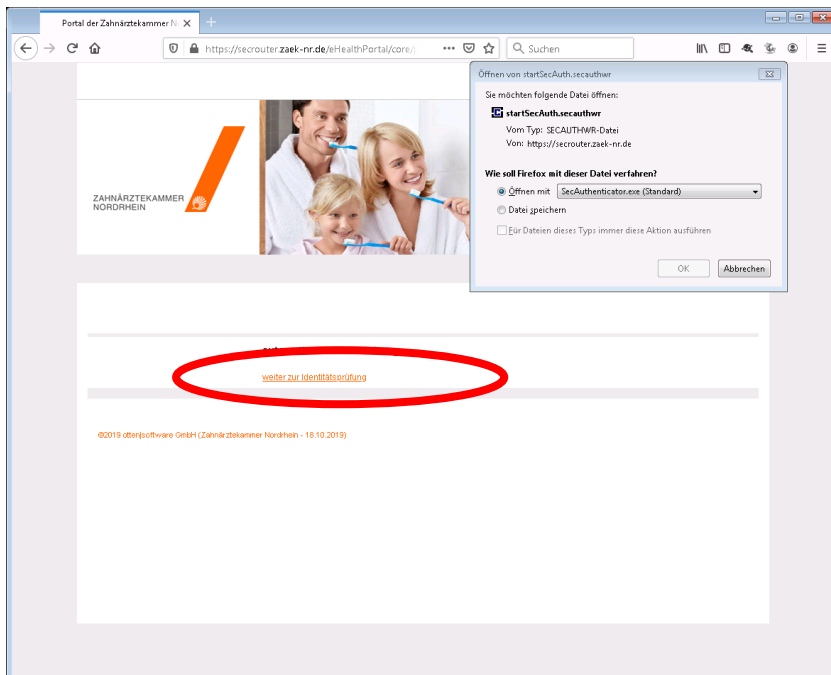 Portal der Zahnärztekammer N
https://secrouter.zaek-nr.de/eHealthPortal/core/
Suchen
Öffnen von startSecAuth.secauthwr
Sie möchten folgende Datei öffnen:
startSecAuth.secauthwr
Vom Typ: SECAUTHWR-Datei
Von: https://secrouter.zaek-nr.de
Wie soll Firefox mit dieser Datei verfahren?
Öffnen mit SecAuthenticator.exe (Standard)
Datei speichern
Für Dateien dieses Typs immer diese Aktion ausführen
OK Abbrechen
ZAHNÄRZTEKAMMER
NORDRHEIN
weiter zur Identitätsprüfung
©2019 otten|software GmbH (Zahnärztekammer Nordrhein - 18.10.2019)